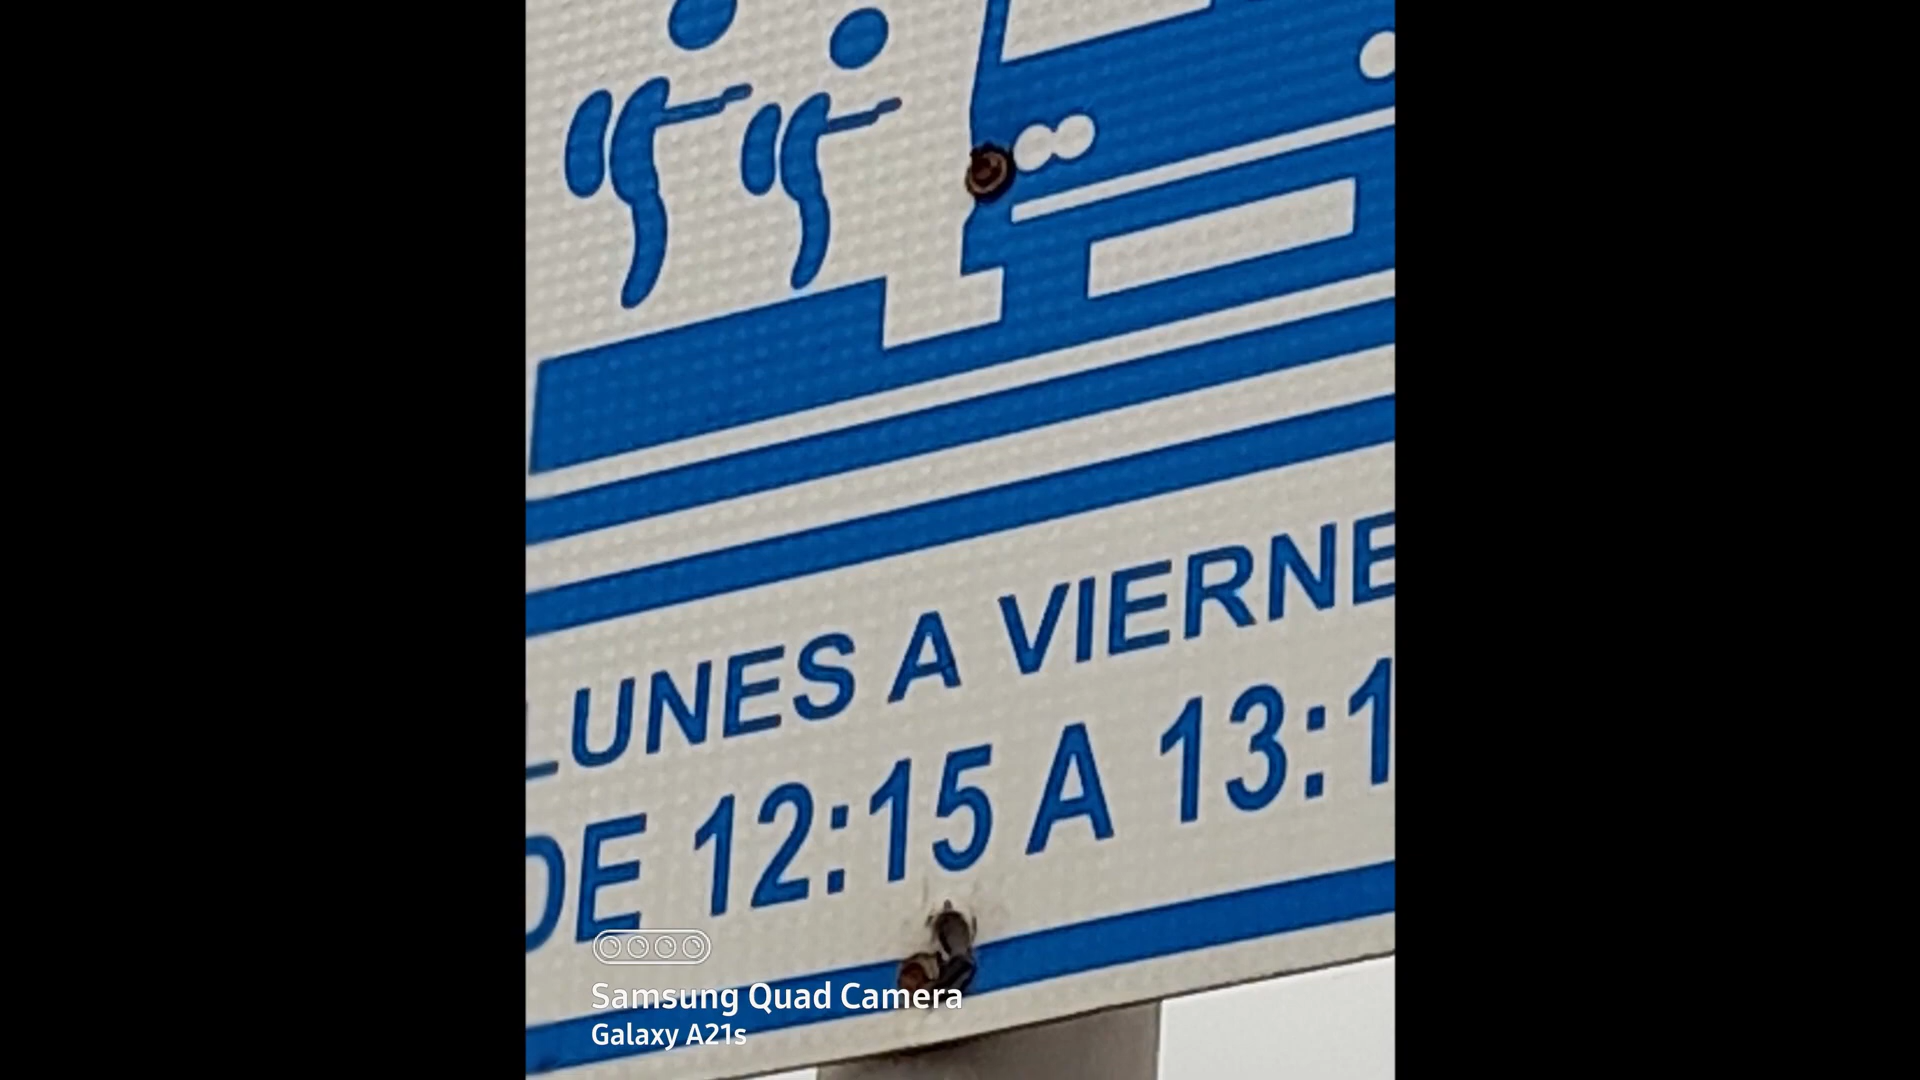 LUNES A VIERNE
DE 12:15 A 13:1
Samsung Quad Camera
Galaxy A21s